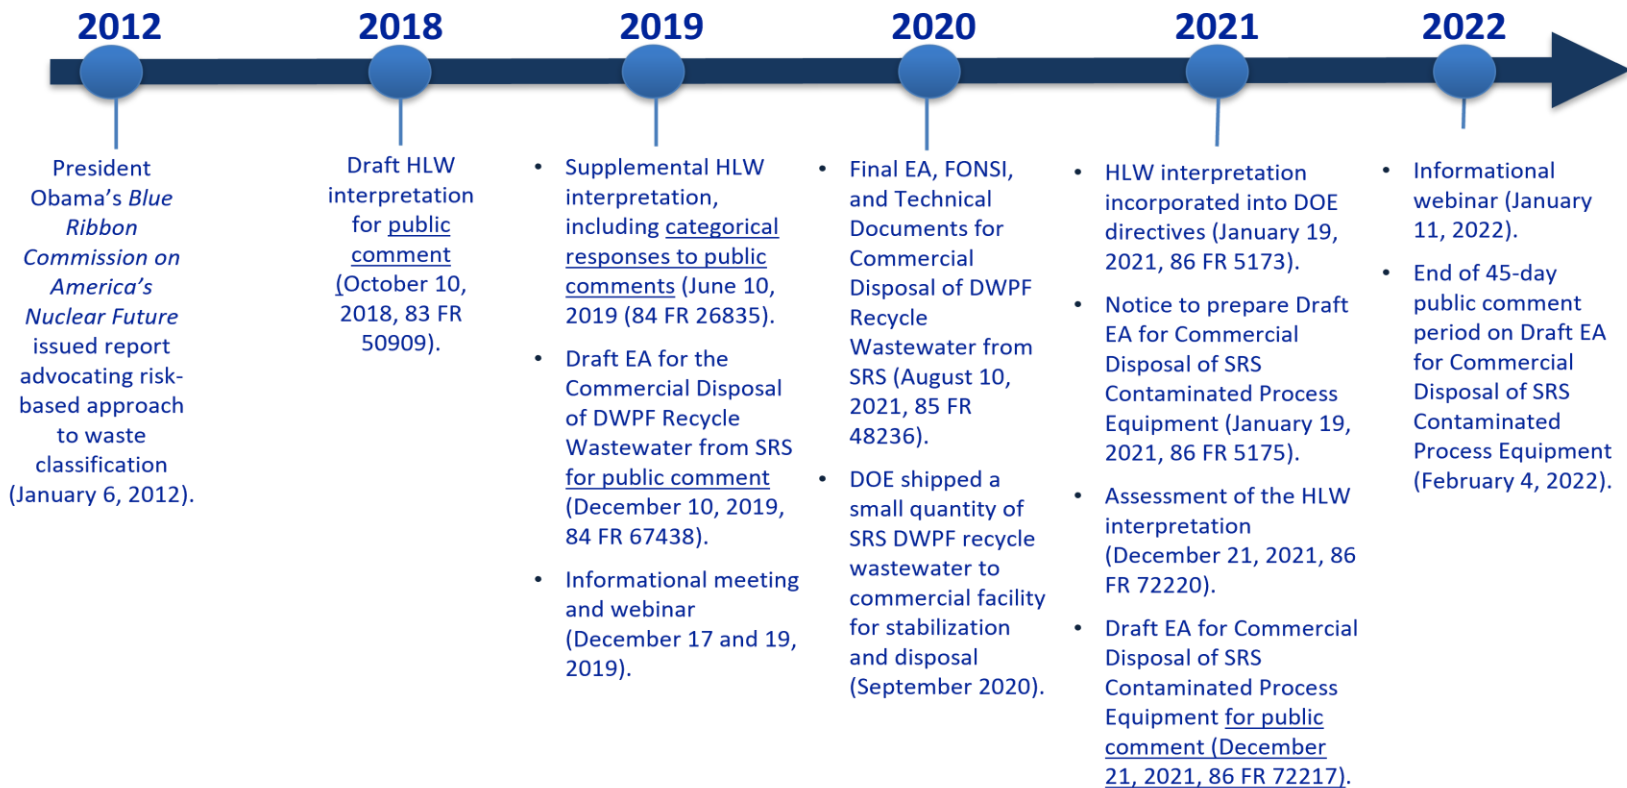 2012
President
Obama's Blue
Ribbon
Commission on
America's
Nuclear Future
issued report
advocating risk-
based approach
to waste
classification
(January 6, 2012).
2018
Draft HLW
interpretation
for public
comment
(October 10,
2018, 83 FR
50909).
2019
• Supplemental HLW
interpretation,
including categorical
responses to public
comments (June 10,
2019 (84 FR 26835).
• Draft EA for the
Commercial Disposal
of DWPF Recycle
Wastewater from SRS
for public comment
(December 10, 2019,
84 FR 67438).
• Informational meeting
and webinar
(December 17 and 19,
2019).
2020
• Final EA, FONSI,
and Technical
Documents for
Commercial
Disposal of DWPF
Recycle
Wastewater from
SRS (August 10,
2021, 85 FR
48236).
• DOE shipped a
small quantity of
SRS DWPF recycle
wastewater to
commercial facility
for stabilization
and disposal
(September 2020).
2021
• HLW interpretation
incorporated into DOE
directives (January 19,
2021, 86 FR 5173).
• Notice to prepare Draft
EA for Commercial
Disposal of SRS
Contaminated Process
Equipment (January 19,
2021, 86 FR 5175).
• Assessment of the HLW
interpretation
(December 21, 2021, 86
FR 72220).
• Draft EA for Commercial
Disposal of SRS
Contaminated Process
Equipment for public
comment (December
21, 2021, 86 FR 72217).
2022
• Informational
webinar (January
11, 2022).
• End of 45-day
public comment
period on Draft EA
for Commercial
Disposal of SRS
Contaminated
Process Equipment
(February 4, 2022).